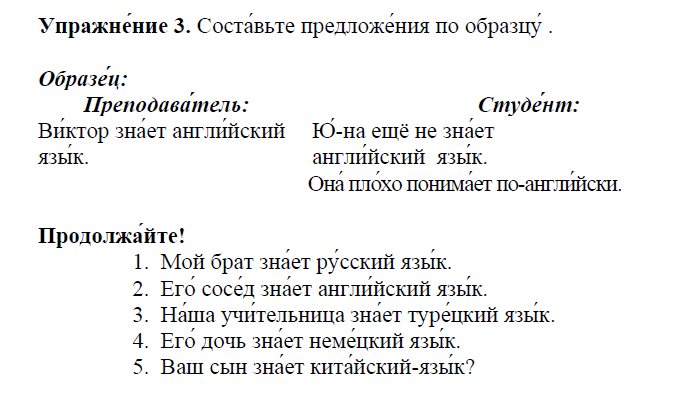 Упражне́ние 3. Соста́вьте предложе́ния по образцу́ .
Образе́ц:
Преподава́тель: Студе́нт:
Ви́ктор зна́ет англи́йский Ю́-на ещё не зна́ет
язы́к. англи́йский язы́к.
Она́ пло́хо понима́ет по-англи́йски.
Продолжа́йте!
1. Мой брат зна́ет ру́сский язы́к.
2. Его́ сосе́д зна́ет англи́йский язы́к.
3. На́ша учи́тельница зна́ет туре́цкий язы́к.
4. Его́ дочь зна́ет неме́цкий язы́к.
5. Ваш сын зна́ет кита́йский-язы́к?